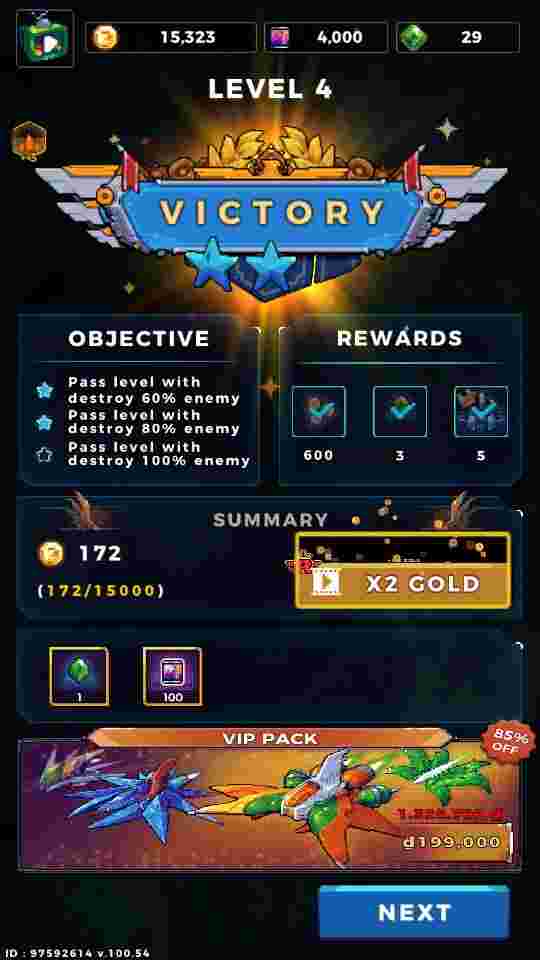 15,323
4,000
29
LEVEL 4
VICTORY
OBJECTIVE
Pass level with
destroy 60% enemy
Pass level with
destroy 80% enemy
Pass level with
destroy 100% enemy
REWARDS
600
3
5
SUMMARY
172
(172/15000)
X2 GOLD
1
100
VIP PACK
85%
OFF
đ199,000
NEXT
ID : 97592614 v.100.54